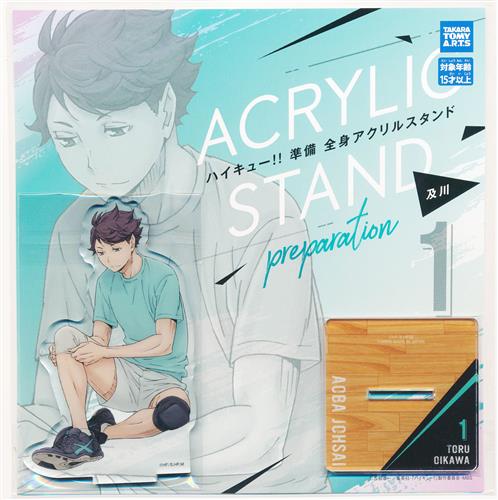 TAKARA
TOMY
A.R.T.S
対象年齢
15才以上
ACRYLIC
ハイキュー!! 準備 全身アクリルスタンド
STAND
及川
preparation
1
AOBA JOHSAI
1
TORU
OIKAWA